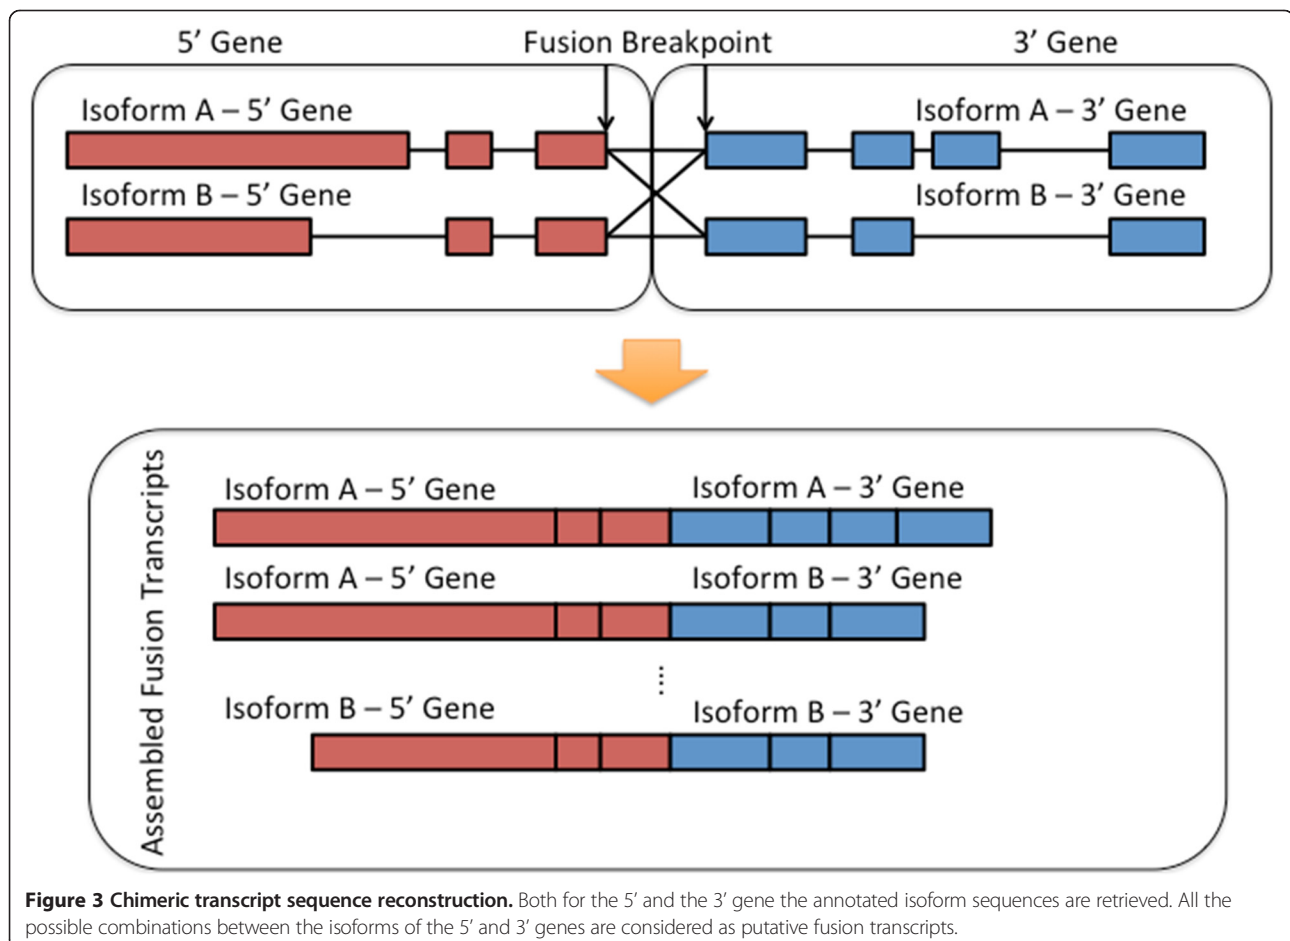 5’ Gene Fusion Breakpoint 3’ Gene
Isoform A – 5’ Gene Isoform A – 3’ Gene
Isoform B – 5’ Gene Isoform B – 3’ Gene
Assembled Fusion Transcripts
Isoform A – 5’ Gene Isoform A – 3’ Gene
Isoform A – 5’ Gene Isoform B – 3’ Gene
Isoform B – 5’ Gene Isoform B – 3’ Gene
Figure 3 Chimeric transcript sequence reconstruction. Both for the 5’ and the 3’ gene the annotated isoform sequences are retrieved. All the
possible combinations between the isoforms of the 5’ and 3’ genes are considered as putative fusion transcripts.